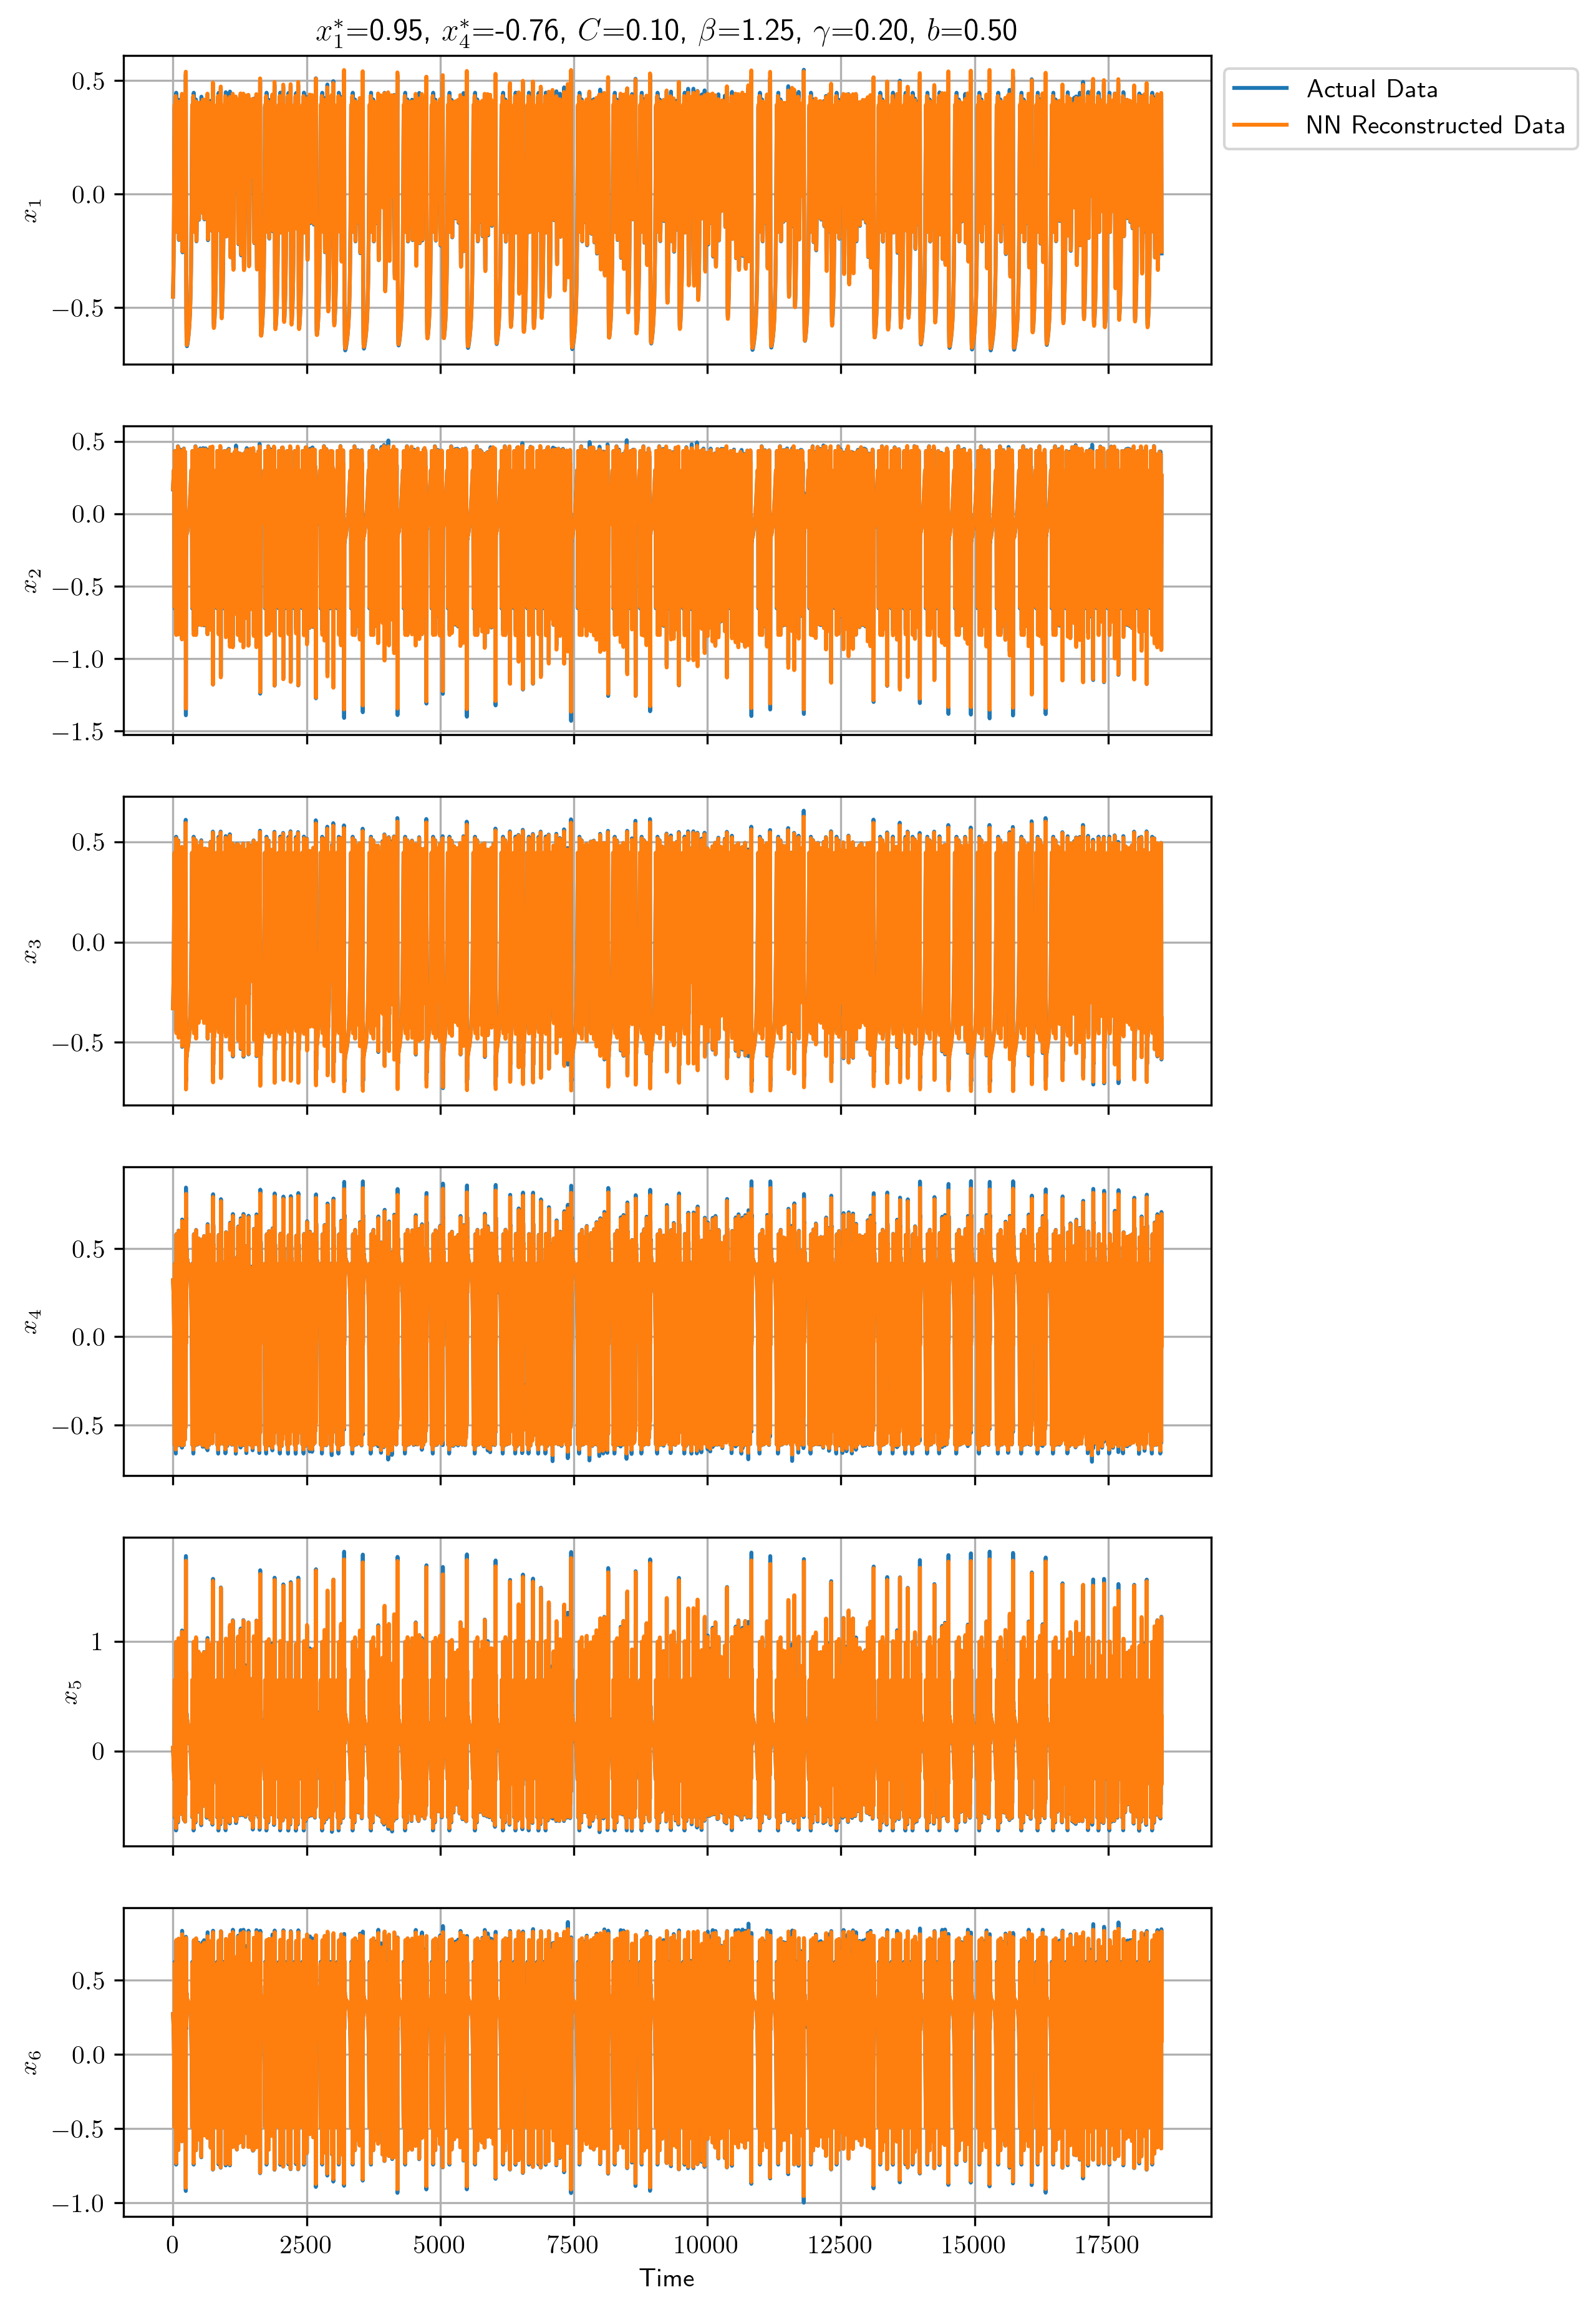 x₁*=0.95, x₄*=-0.76, C=0.10, β=1.25, γ=0.20, b=0.50
Actual Data
NN Reconstructed Data
0.5
0.0
−0.5
x₁
0.5
0.0
−0.5
−1.0
−1.5
x₂
0.5
0.0
−0.5
x₃
0.5
0.0
−0.5
x₄
1
0
x₅
0.5
0.0
−0.5
−1.0
x₆
0 2500 5000 7500 10000 12500 15000 17500
Time